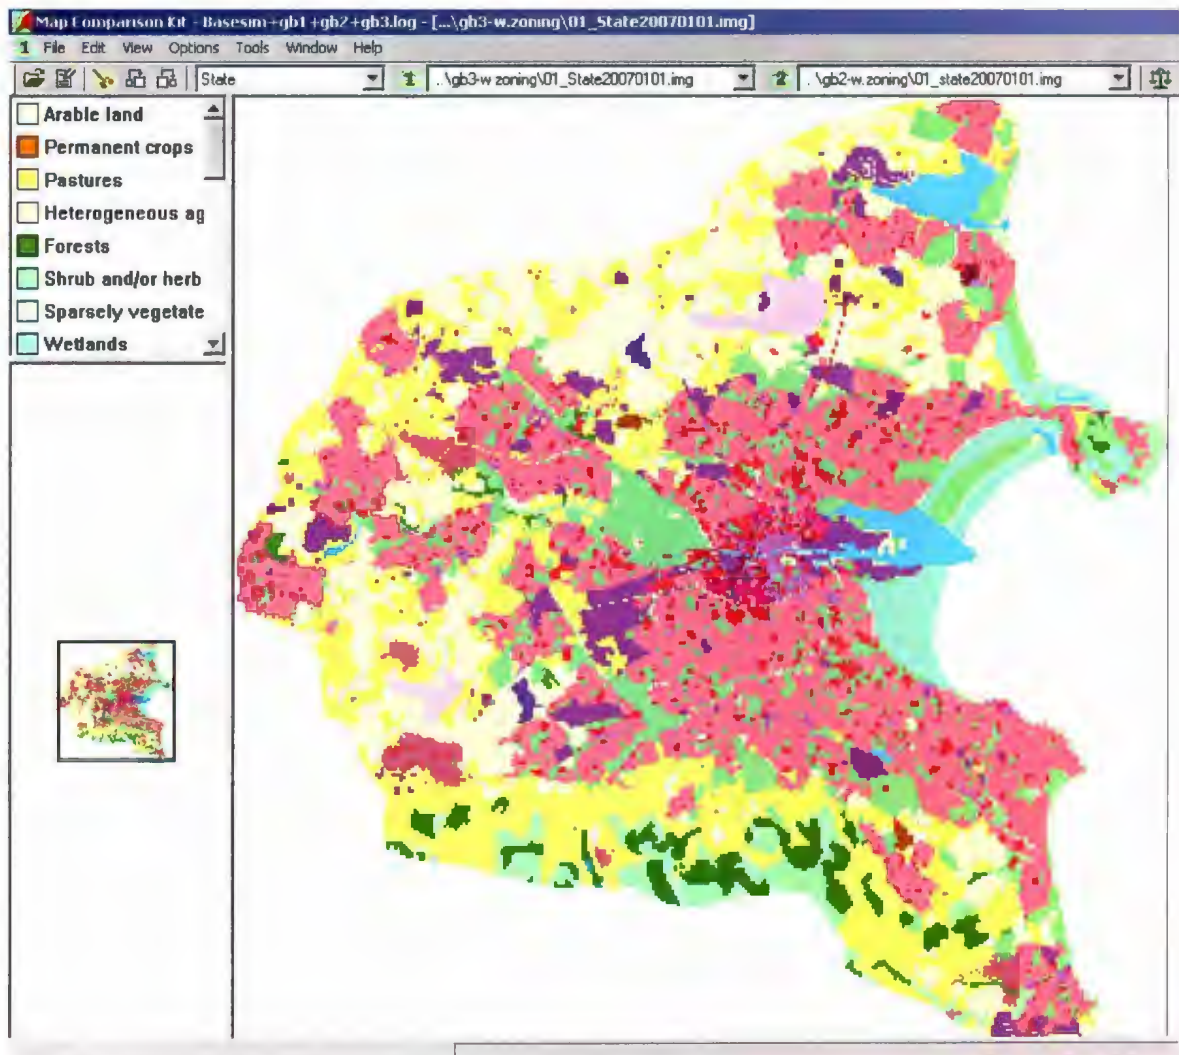 Map Comparison Kit - Basesim+gb1+gb2+gb3.log - [...\gb3-w.zoning\01_State20070101.img]
1 File Edit View Options Tools Window Help
State 1 ..\gb3-w zoning\01_State20070101.img 2 ..\gb2-w.zoning\01_state20070101.img
Arable land
Permanent crops
Pastures
Heterogeneous ag
Forests
Shrub and/or herb
Sparsely vegetate
Wetlands